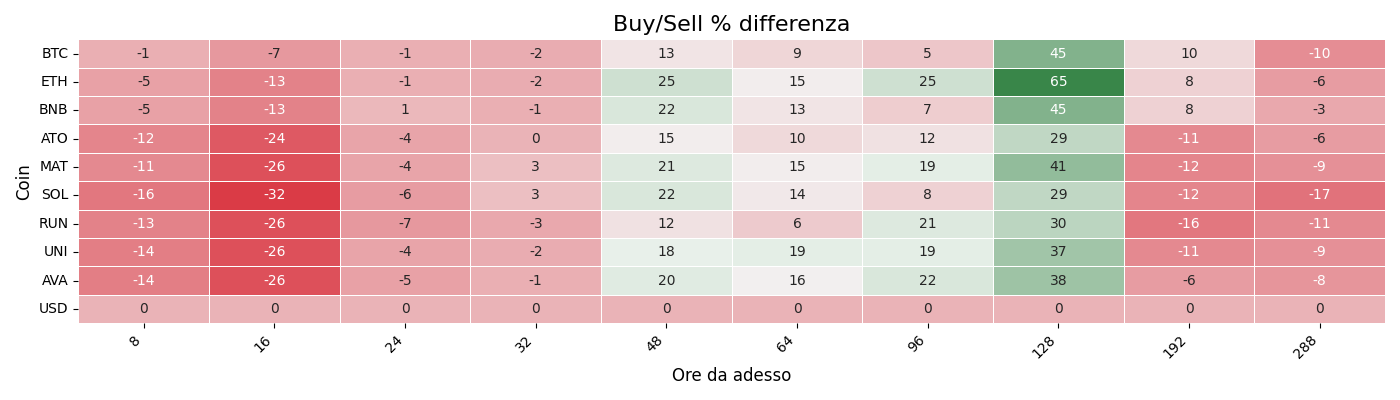 Buy/Sell % differenza
Coin
BTC -1 -7 -1 -2 13 9 5 45 10 -10
ETH -5 -13 -1 -2 25 15 25 65 8 -6
BNB -5 -13 1 -1 22 13 7 45 8 -3
ATO -12 -24 -4 0 15 10 12 29 -11 -6
MAT -11 -26 -4 3 21 15 19 41 -12 -9
SOL -16 -32 -6 3 22 14 8 29 -12 -17
RUN -13 -26 -7 -3 12 6 21 30 -16 -11
UNI -14 -26 -4 -2 18 19 19 37 -11 -9
AVA -14 -26 -5 -1 20 16 22 38 -6 -8
USD 0 0 0 0 0 0 0 0 0 0
8 16 24 32 48 64 96 128 192 288
Ore da adesso